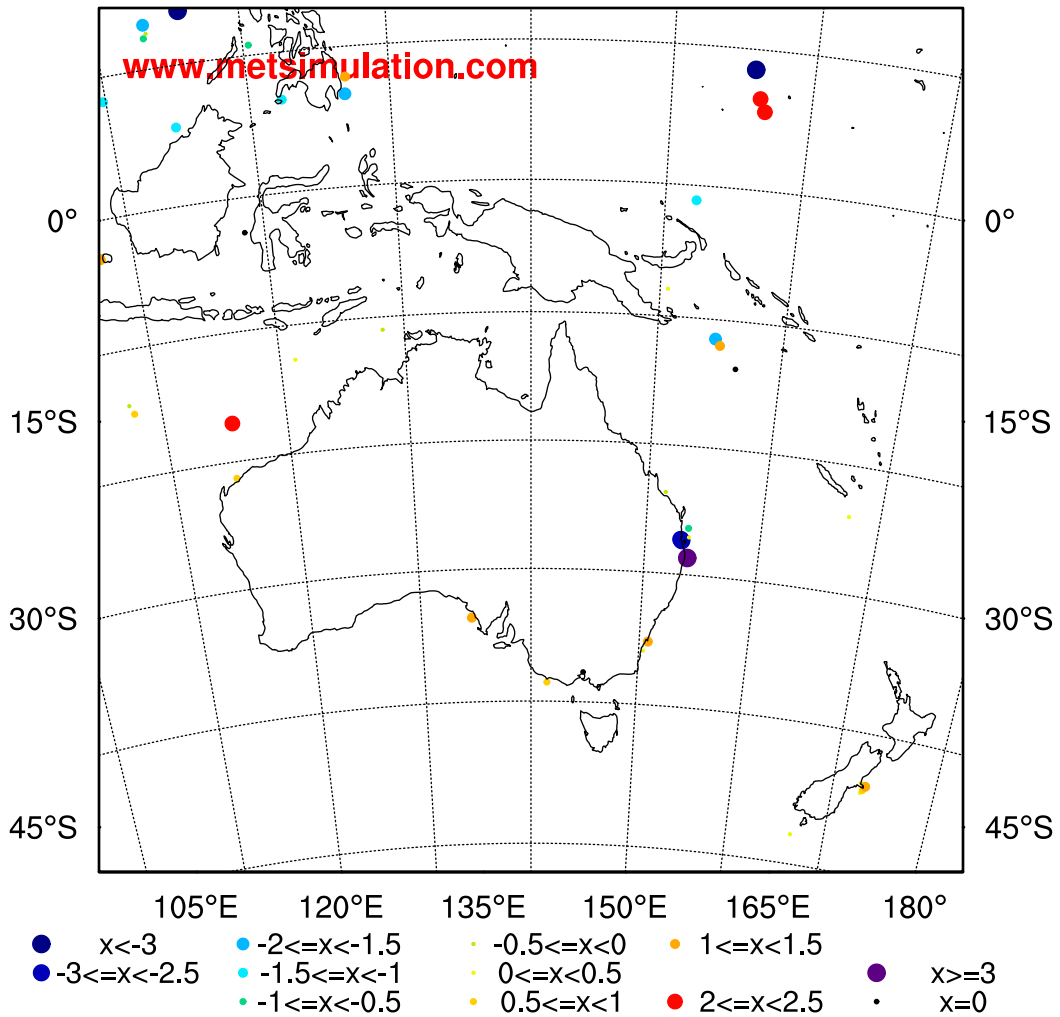 www.metsimulation.com
0° 0°
15°S 15°S
30°S 30°S
45°S 45°S
105°E 120°E 135°E 150°E 165°E 180°
x<-3 -2<=x<-1.5 -0.5<=x<0 1<=x<1.5
-3<=x<-2.5 -1.5<=x<-1 0<=x<0.5 x>=3
-1<=x<-0.5 0.5<=x<1 2<=x<2.5 x=0